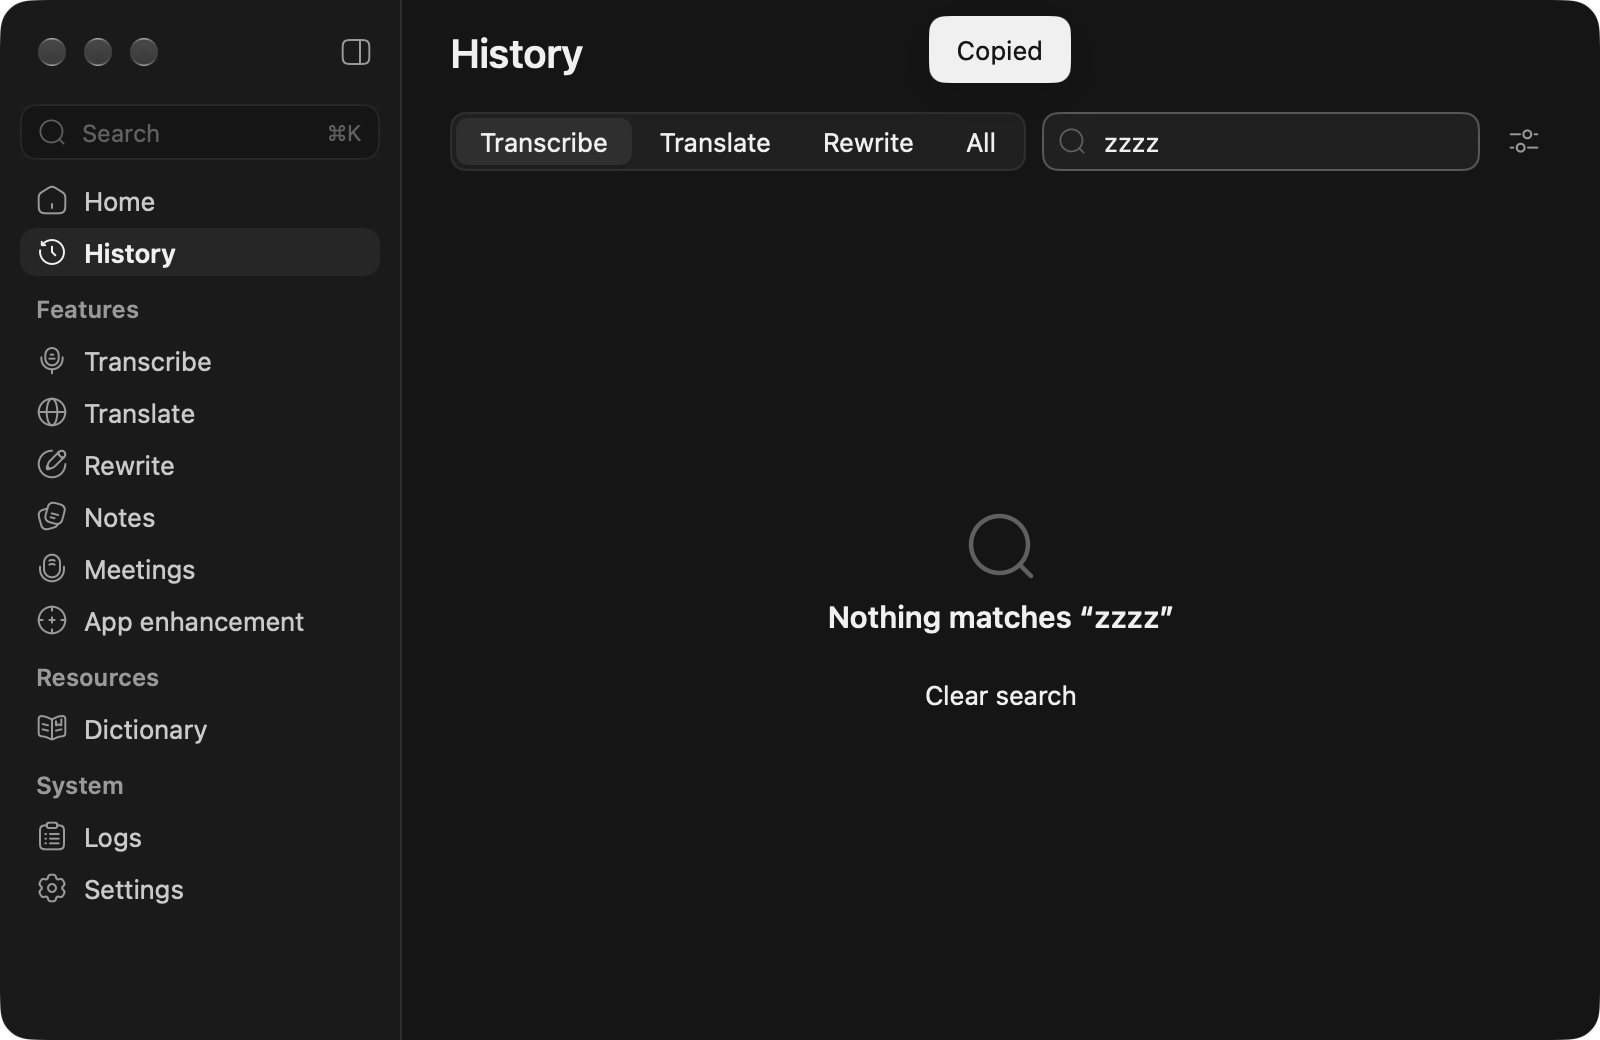 Search ⌘K
Home
History
Features
Transcribe
Translate
Rewrite
Notes
Meetings
App enhancement
Resources
Dictionary
System
Logs
Settings
History
Copied
Transcribe Translate Rewrite All
zzzz
Nothing matches “zzzz”
Clear search